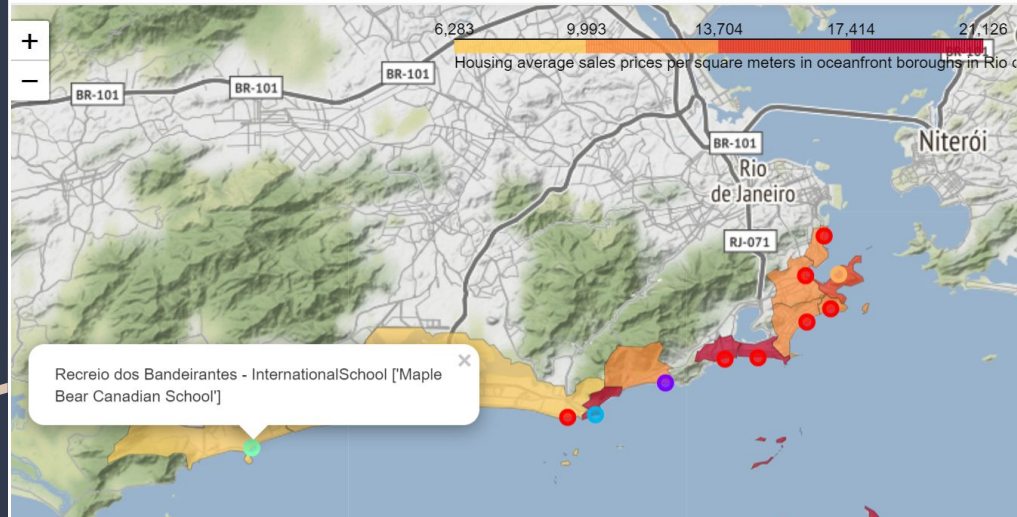 +
−
6,283 9,993 13,704 17,414 21,126
Housing average sales prices per square meters in oceanfront boroughs in Rio
BR-101
BR-101
BR-101
BR-101
BR-101
Niterói
Rio
de Janeiro
RJ-071
×
Recreio dos Bandeirantes - InternationalSchool ['Maple
Bear Canadian School']